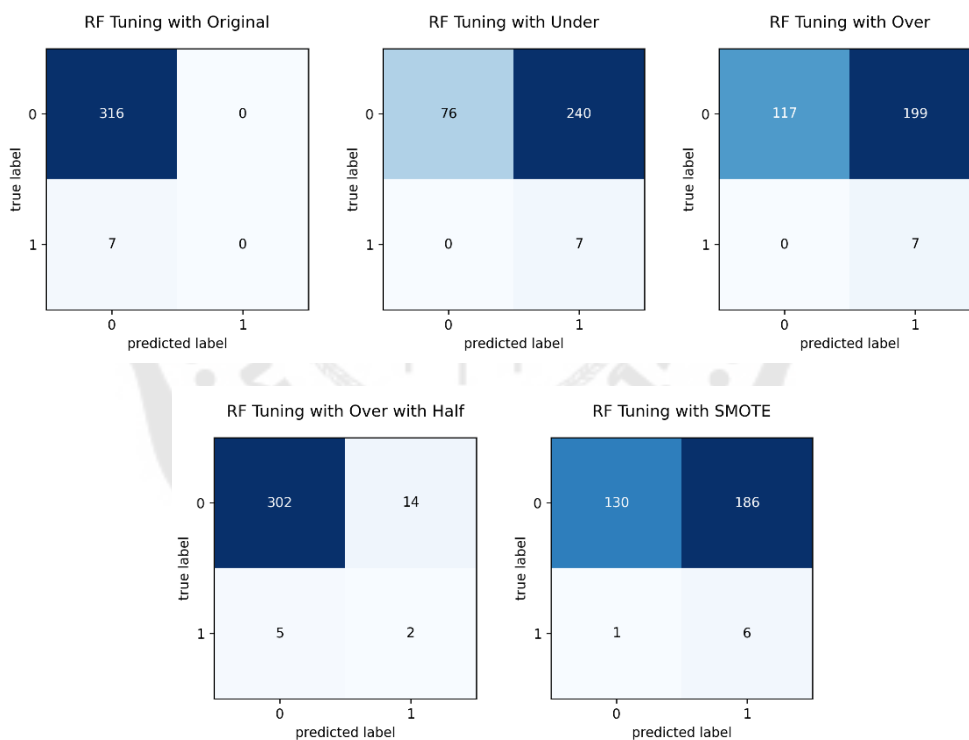 RF Tuning with Original
0
316
0
true label
1
7
0
0
1
predicted label
RF Tuning with Under
0
76
240
true label
1
0
7
0
1
predicted label
RF Tuning with Over
0
117
199
true label
1
0
7
0
1
predicted label
RF Tuning with Over with Half
0
302
14
true label
1
5
2
0
1
predicted label
RF Tuning with SMOTE
0
130
186
true label
1
1
6
0
1
predicted label